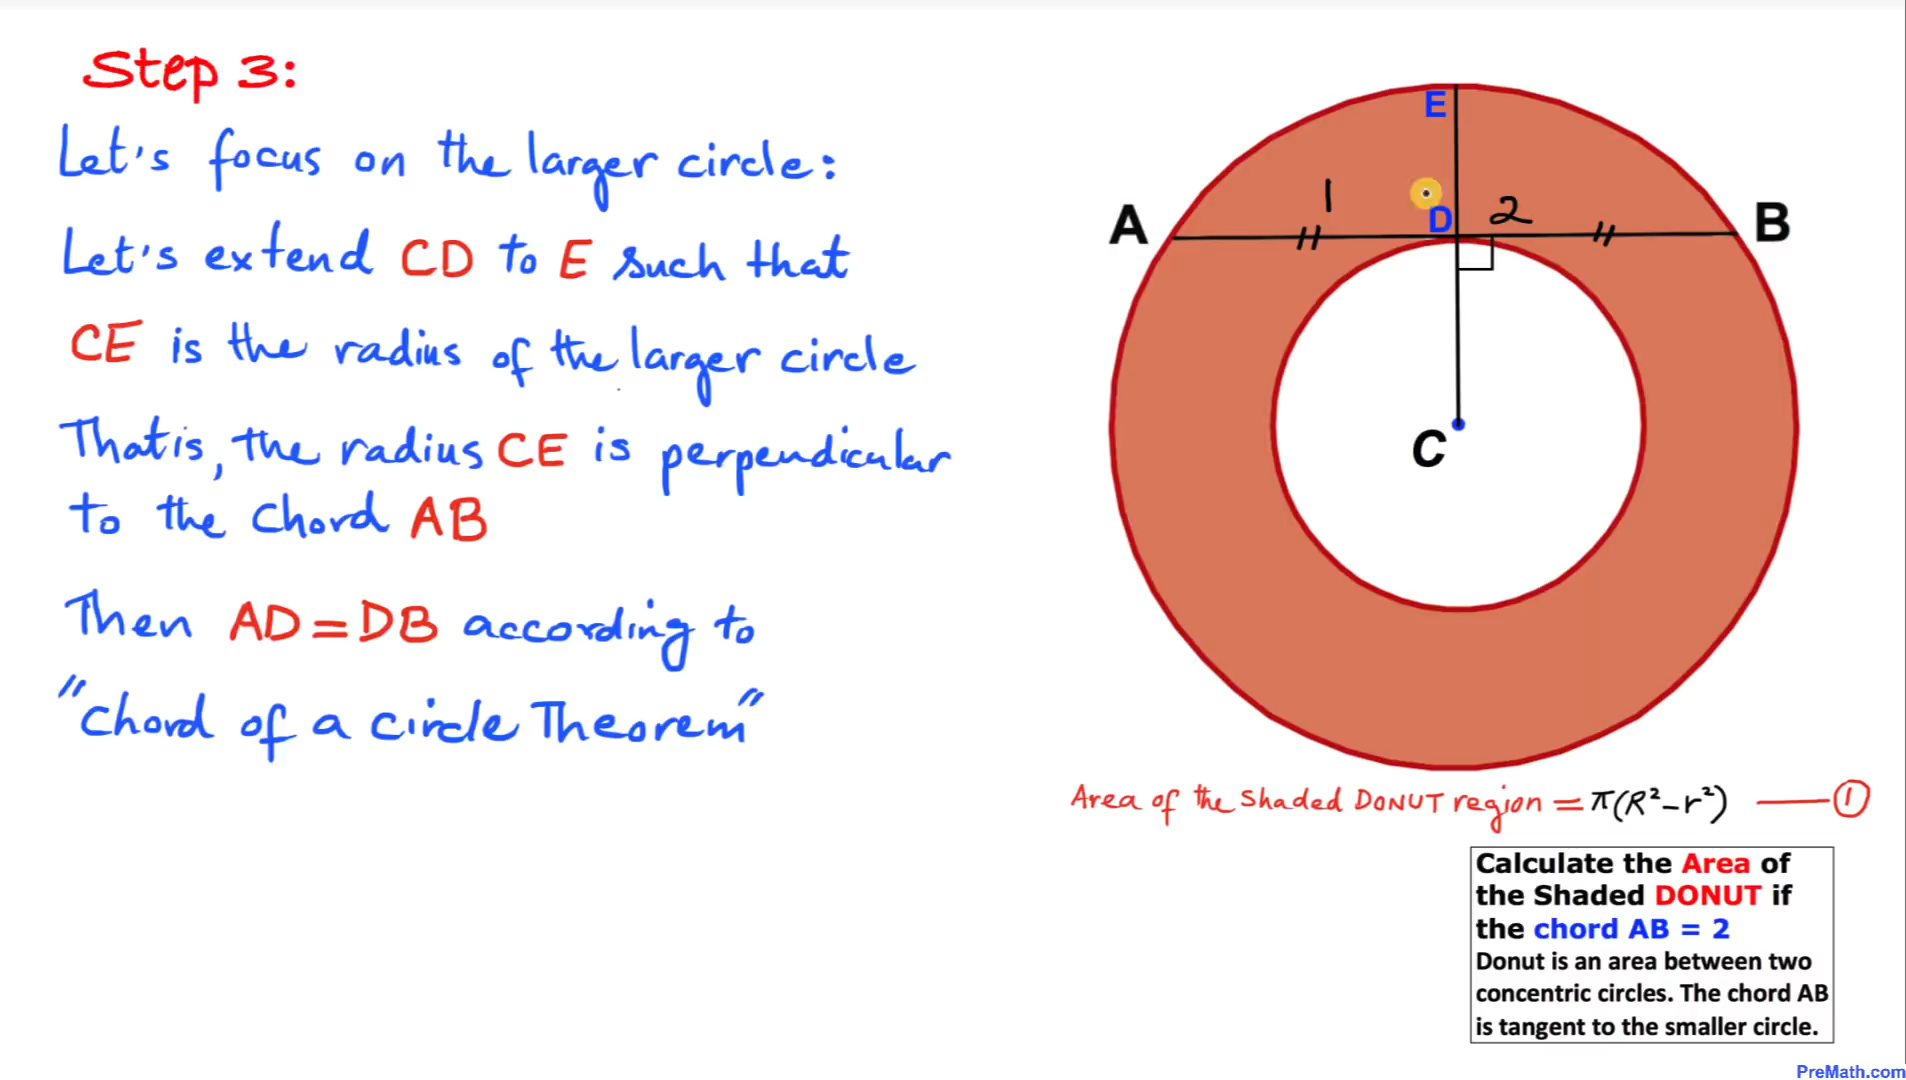 Step 3:
Let's focus on the larger circle:
Let's extend CD to E such that
CE is the radius of the larger circle
That is, the radius CE is perpendicular
to the chord AB
Then AD=DB according to
"chord of a circle Theorem"
E
1
D
2
A
B
C
Area of the Shaded DONUT region = π(R²-r²) —— ①
Calculate the Area of
the Shaded DONUT if
the chord AB = 2
Donut is an area between two
concentric circles. The chord AB
is tangent to the smaller circle.
PreMath.com